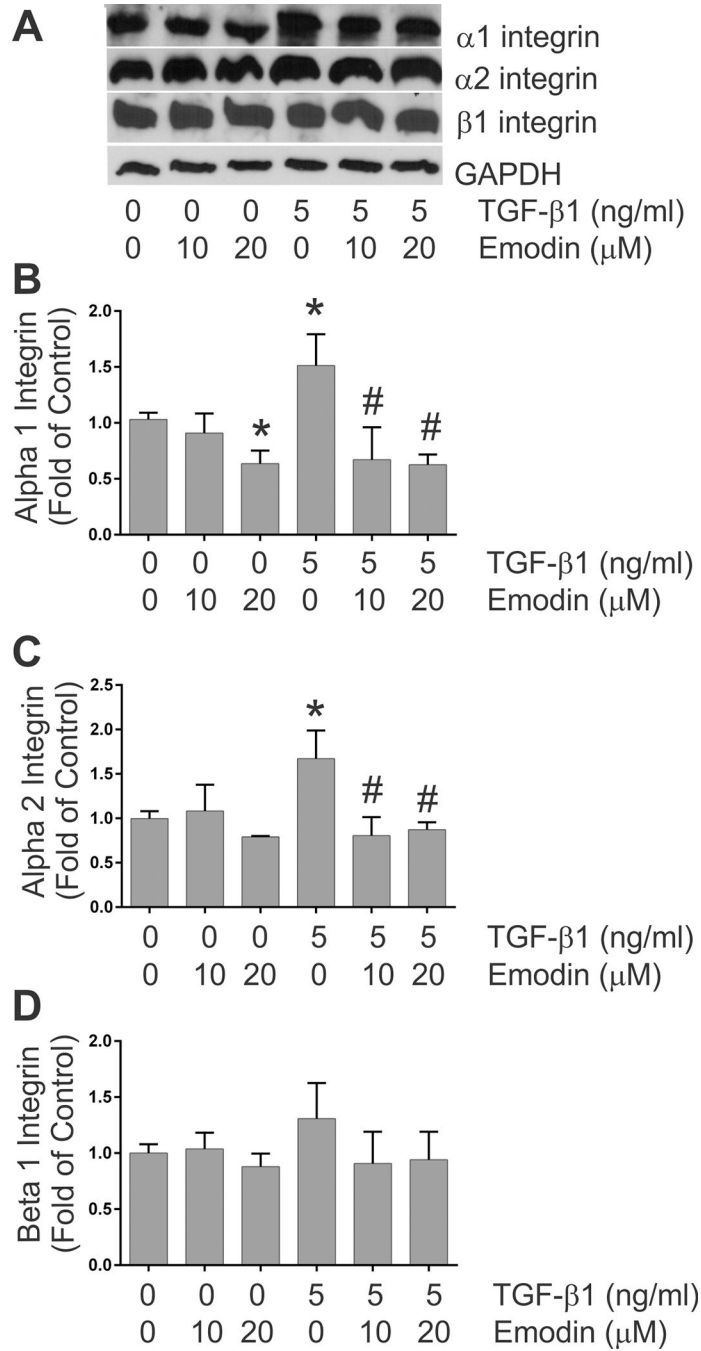 A
α1 integrin
α2 integrin
β1 integrin
GAPDH
0 0 0 5 5 5 TGF-β1 (ng/ml)
0 10 20 0 10 20 Emodin (μM)
B
Alpha 1 Integrin
(Fold of Control)
2.0
1.5
1.0
0.5
0.0
* * # #
0 0 0 5 5 5 TGF-β1 (ng/ml)
0 10 20 0 10 20 Emodin (μM)
C
Alpha 2 Integrin
(Fold of Control)
2.5
2.0
1.5
1.0
0.5
0.0
* # #
0 0 0 5 5 5 TGF-β1 (ng/ml)
0 10 20 0 10 20 Emodin (μM)
D
Beta 1 Integrin
(Fold of Control)
2.0
1.5
1.0
0.5
0.0
0 0 0 5 5 5 TGF-β1 (ng/ml)
0 10 20 0 10 20 Emodin (μM)